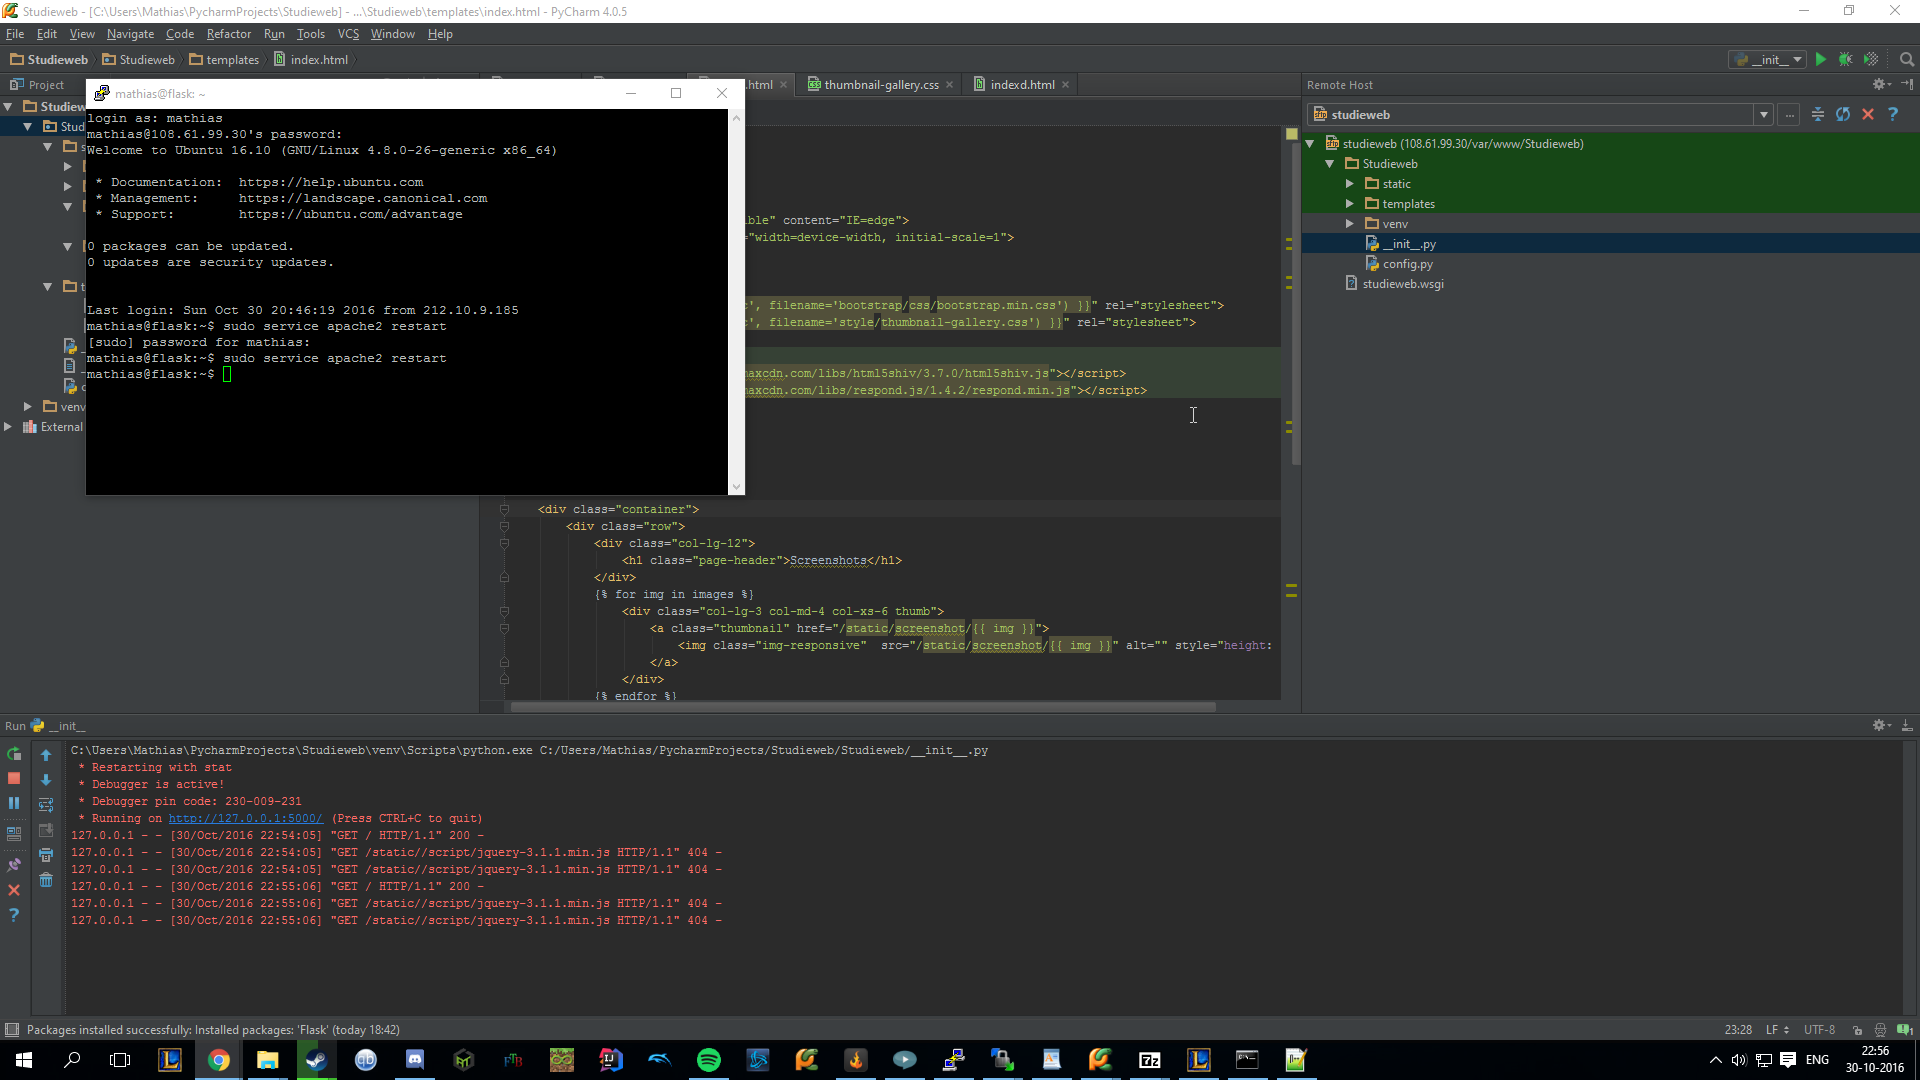 Studieweb - [C:\Users\Mathias\PycharmProjects\Studieweb] - ...\Studieweb\templates\index.html - PyCharm 4.0.5
File Edit View Navigate Code Refactor Run Tools VCS Window Help
Studieweb Studieweb templates index.html
__init__
Project
.html thumbnail-gallery.css indexd.html
Remote Host
mathias@flask: ~
login as: mathias
mathias@108.61.99.30's password:
Welcome to Ubuntu 16.10 (GNU/Linux 4.8.0-26-generic x86_64)
* Documentation: https://help.ubuntu.com
* Management: https://landscape.canonical.com
* Support: https://ubuntu.com/advantage
0 packages can be updated.
0 updates are security updates.
Last login: Sun Oct 30 20:46:19 2016 from 212.10.9.185
mathias@flask:~$ sudo service apache2 restart
[sudo] password for mathias:
mathias@flask:~$ sudo service apache2 restart
mathias@flask:~$
Studiew
Stud
s
t
venv
External
ble" content="IE=edge">
="width=device-width, initial-scale=1">
', filename='bootstrap/css/bootstrap.min.css') }}" rel="stylesheet">
', filename='style/thumbnail-gallery.css') }}" rel="stylesheet">
axcdn.com/libs/html5shiv/3.7.0/html5shiv.js"></script>
axcdn.com/libs/respond.js/1.4.2/respond.min.js"></script>
<div class="container">
<div class="row">
<div class="col-lg-12">
<h1 class="page-header">Screenshots</h1>
</div>
{% for img in images %}
<div class="col-lg-3 col-md-4 col-xs-6 thumb">
<a class="thumbnail" href="/static/screenshot/{{ img }}">
<img class="img-responsive" src="/static/screenshot/{{ img }}" alt="" style="height:
</a>
</div>
{% endfor %}
studieweb
studieweb (108.61.99.30/var/www/Studieweb)
Studieweb
static
templates
venv
__init__.py
config.py
studieweb.wsgi
Run __init__
C:\Users\Mathias\PycharmProjects\Studieweb\venv\Scripts\python.exe C:/Users/Mathias/PycharmProjects/Studieweb/Studieweb/__init__.py
* Restarting with stat
* Debugger is active!
* Debugger pin code: 230-009-231
* Running on http://127.0.0.1:5000/ (Press CTRL+C to quit)
127.0.0.1 - - [30/Oct/2016 22:54:05] "GET / HTTP/1.1" 200 -
127.0.0.1 - - [30/Oct/2016 22:54:05] "GET /static//script/jquery-3.1.1.min.js HTTP/1.1" 404 -
127.0.0.1 - - [30/Oct/2016 22:54:05] "GET /static//script/jquery-3.1.1.min.js HTTP/1.1" 404 -
127.0.0.1 - - [30/Oct/2016 22:55:06] "GET / HTTP/1.1" 200 -
127.0.0.1 - - [30/Oct/2016 22:55:06] "GET /static//script/jquery-3.1.1.min.js HTTP/1.1" 404 -
127.0.0.1 - - [30/Oct/2016 22:55:06] "GET /static//script/jquery-3.1.1.min.js HTTP/1.1" 404 -
Packages installed successfully: Installed packages: 'Flask' (today 18:42)
23:28 LF UTF-8
ENG
22:56
30-10-2016